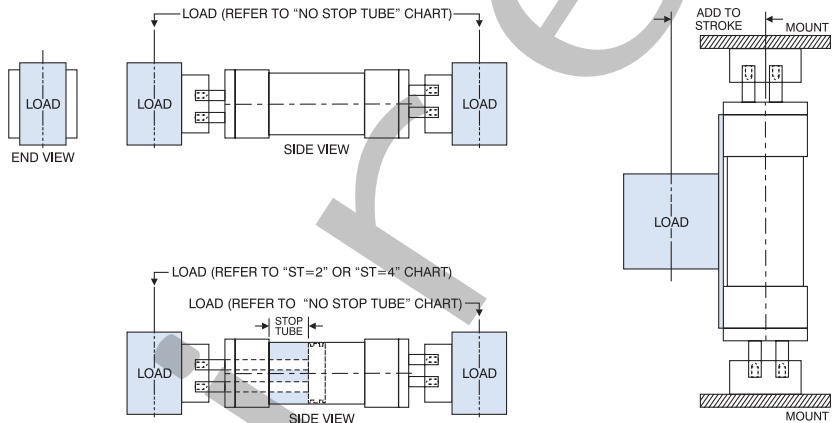 LOAD (REFER TO “NO STOP TUBE” CHART)
LOAD
END VIEW
LOAD
LOAD
SIDE VIEW
LOAD (REFER TO “ST=2” OR “ST=4” CHART)
LOAD (REFER TO “NO STOP TUBE” CHART)
STOP
TUBE
LOAD
LOAD
SIDE VIEW
ADD TO
STROKE
MOUNT
LOAD
MOUNT